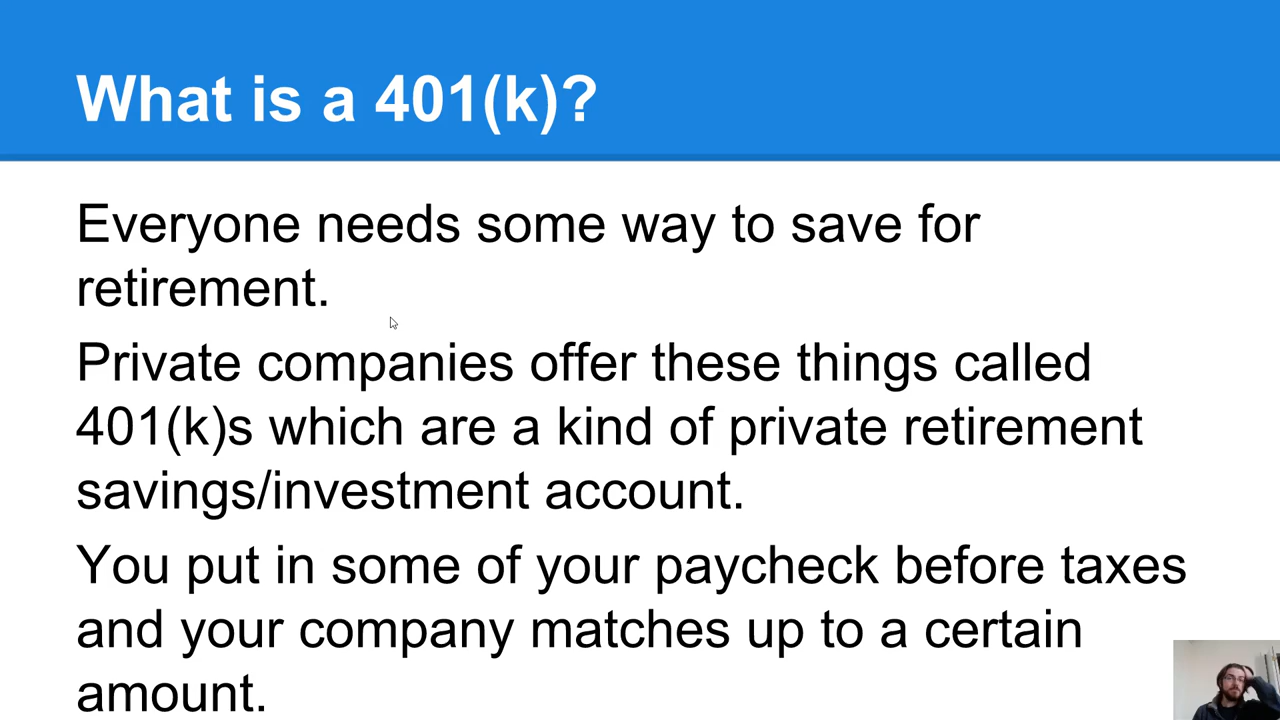 What is a 401(k)?
Everyone needs some way to save for
retirement.
Private companies offer these things called
401(k)s which are a kind of private retirement
savings/investment account.
You put in some of your paycheck before taxes
and your company matches up to a certain
amount.